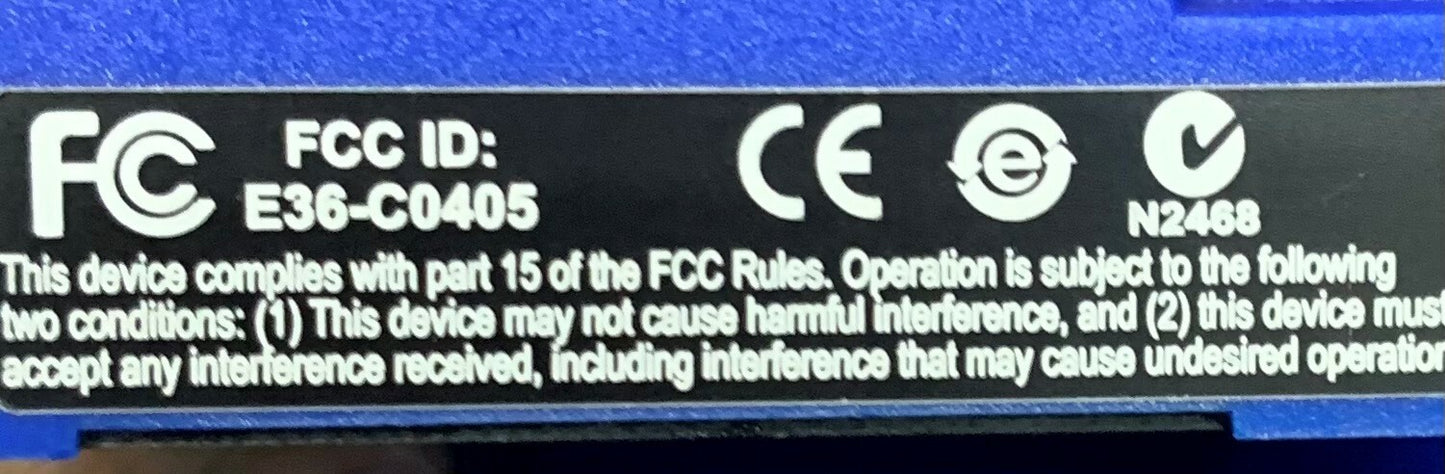 FC FCC ID:
E36-C0405
CE e
N2468
This device complies with part 15 of the FCC Rules. Operation is subject to the following
two conditions: (1) This device may not cause harmful interference, and (2) this device must
accept any interference received, including interference that may cause undesired operation